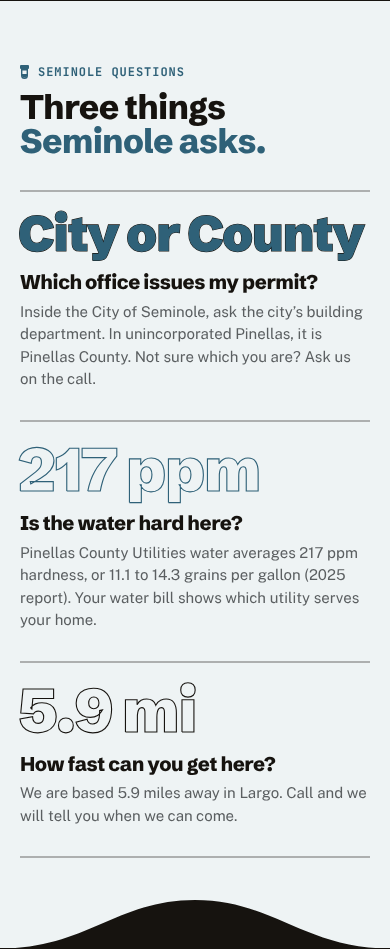 SEMINOLE QUESTIONS
Three things
Seminole asks.
City or County
Which office issues my permit?
Inside the City of Seminole, ask the city’s building
department. In unincorporated Pinellas, it is
Pinellas County. Not sure which you are? Ask us
on the call.
217 ppm
Is the water hard here?
Pinellas County Utilities water averages 217 ppm
hardness, or 11.1 to 14.3 grains per gallon (2025
report). Your water bill shows which utility serves
your home.
5.9 mi
How fast can you get here?
We are based 5.9 miles away in Largo. Call and we
will tell you when we can come.